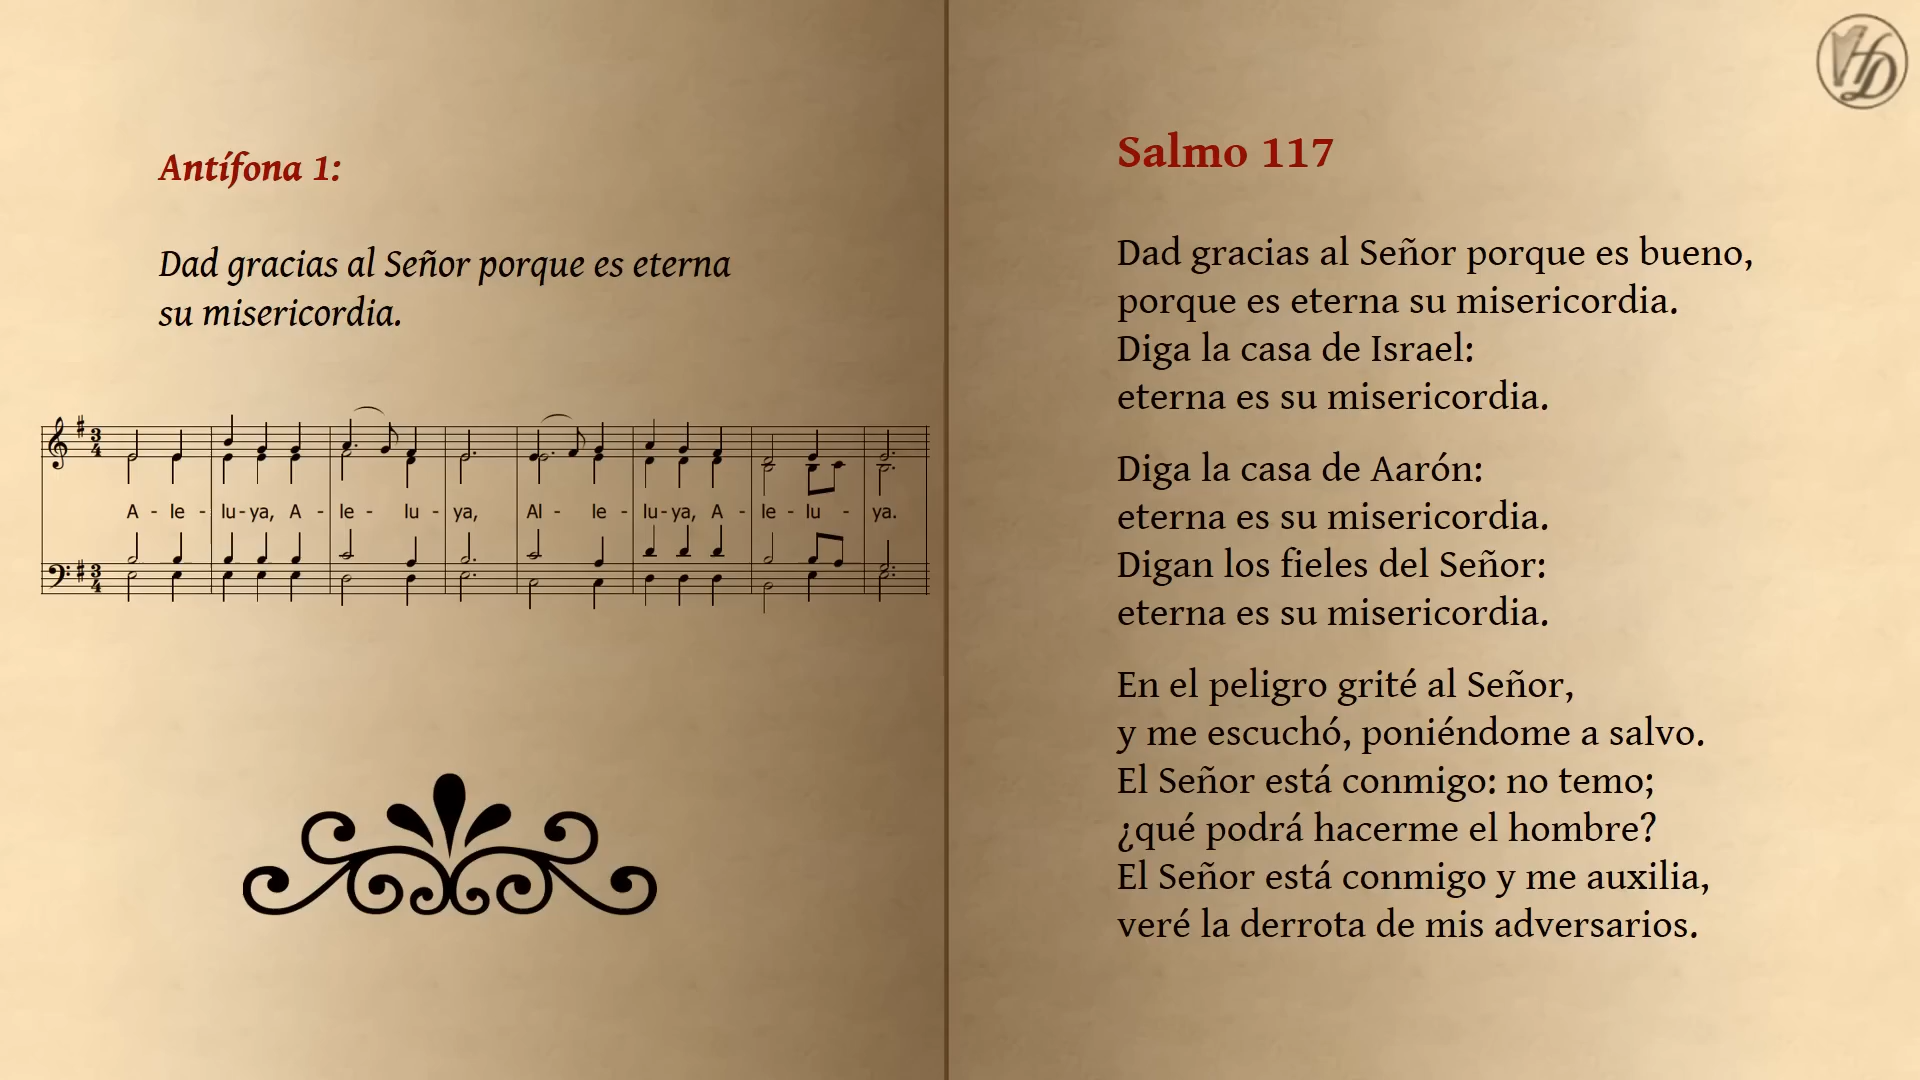 Antífona 1:
Dad gracias al Señor porque es eterna
su misericordia.
3 4
A - le - lu - ya, A - le - lu - ya, Al - le - lu - ya, A - le - lu - ya.
3 4
Salmo 117
Dad gracias al Señor porque es bueno,
porque es eterna su misericordia.
Diga la casa de Israel:
eterna es su misericordia.
Diga la casa de Aarón:
eterna es su misericordia.
Digan los fieles del Señor:
eterna es su misericordia.
En el peligro grité al Señor,
y me escuchó, poniéndome a salvo.
El Señor está conmigo: no temo;
¿qué podrá hacerme el hombre?
El Señor está conmigo y me auxilia,
veré la derrota de mis adversarios.
HD